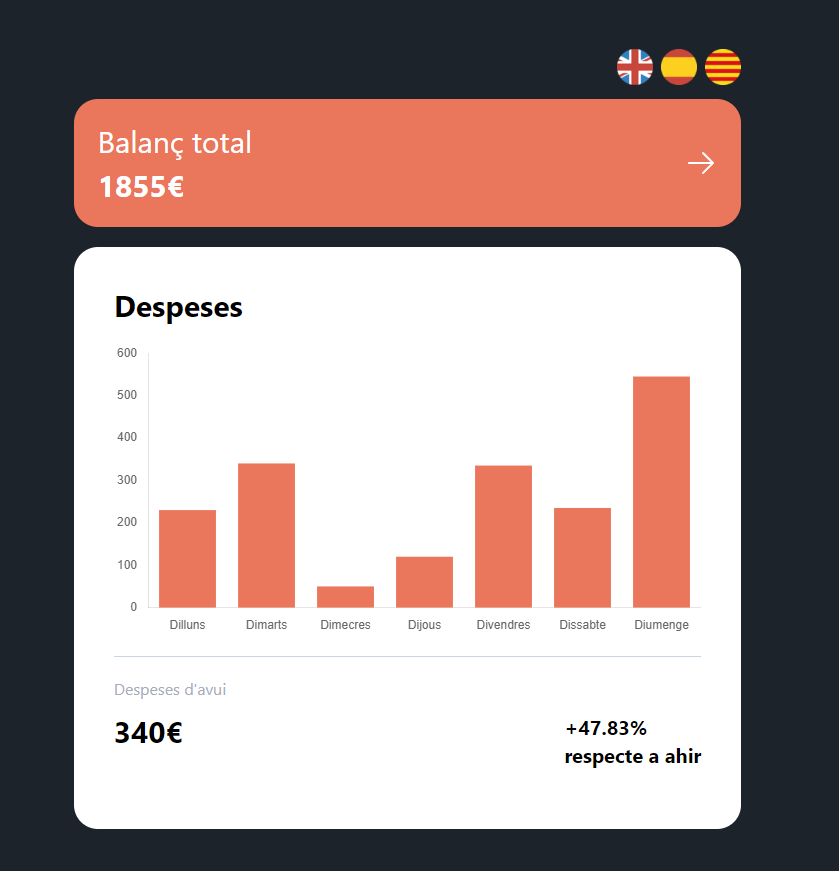 Balanç total
1855€
Despeses
600
500
400
300
200
100
0
Dilluns Dimarts Dimecres Dijous Divendres Dissabte Diumenge
Despeses d'avui
340€
+47.83%
respecte a ahir